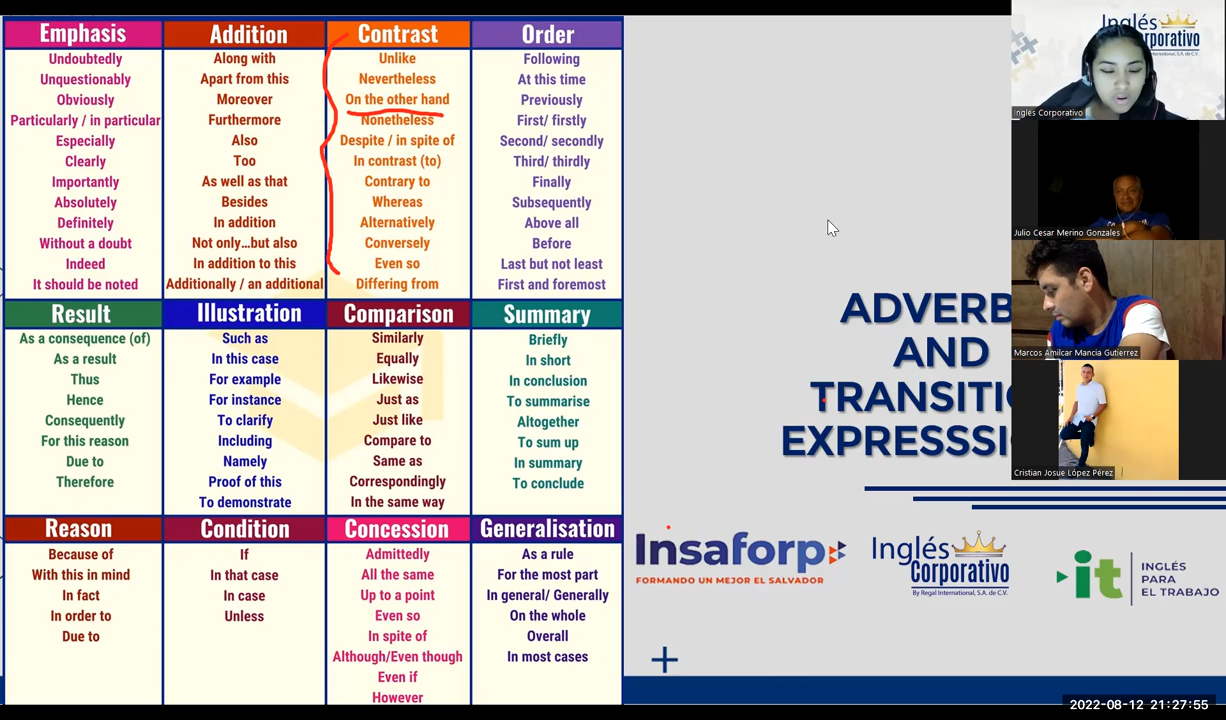 Emphasis
Undoubtedly
Unquestionably
Obviously
Particularly / in particular
Especially
Clearly
Importantly
Absolutely
Definitely
Without a doubt
Indeed
It should be noted
Addition
Along with
Apart from this
Moreover
Furthermore
Also
Too
As well as that
Besides
In addition
Not only...but also
In addition to this
Additionally / an additional
Contrast
Unlike
Nevertheless
On the other hand
Nonetheless
Despite / in spite of
In contrast (to)
Contrary to
Whereas
Alternatively
Conversely
Even so
Differing from
Order
Following
At this time
Previously
First/ firstly
Second/ secondly
Third/ thirdly
Finally
Subsequently
Above all
Before
Last but not least
First and foremost
Result
As a consequence (of)
As a result
Thus
Hence
Consequently
For this reason
Due to
Therefore
Illustration
Such as
In this case
For example
For instance
To clarify
Including
Namely
Proof of this
To demonstrate
Comparison
Similarly
Equally
Likewise
Just as
Just like
Compare to
Same as
Correspondingly
In the same way
Summary
Briefly
In short
In conclusion
To summarise
Altogether
To sum up
In summary
To conclude
Reason
Because of
With this in mind
In fact
In order to
Due to
Condition
If
In that case
In case
Unless
Concession
Admittedly
All the same
Up to a point
Even so
In spite of
Although/Even though
Even if
However
Generalisation
As a rule
For the most part
In general/ Generally
On the whole
Overall
In most cases
ADVERB
AND
TRANSITIO
EXPRESSSI
Insaforp
FORMANDO UN MEJOR EL SALVADOR
Inglés
Corporativo
By Regal International, S.A. de C.V.
it
INGLÉS
PARA
EL TRABAJO
Inglés
Corporativo
International, S.A. de C.V.
Ingles Corporativo
Julio Cesar Merino Gonzales
Marcos Amilcar Mancia Gutierrez
Cristian Josue López Pérez
2022-08-12 21:27:55